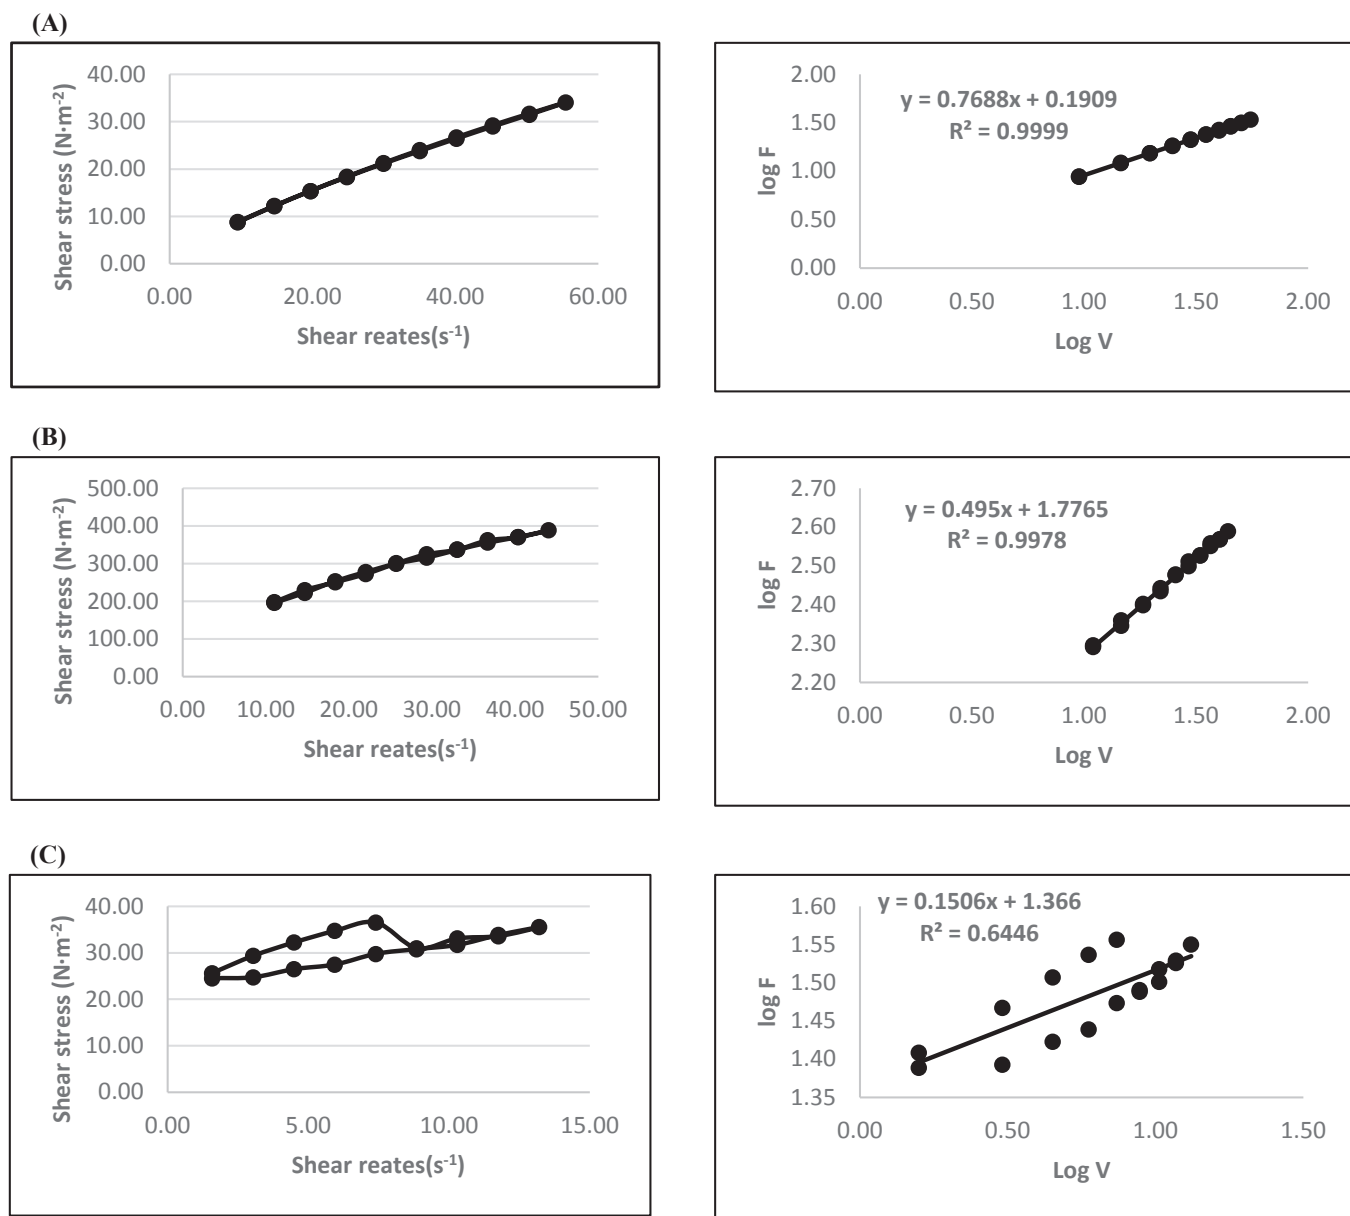 (A)
40.00
30.00
20.00
10.00
0.00
0.00 20.00 40.00 60.00
Shear stress (N·m⁻²)
Shear reates(s⁻¹)
y = 0.7688x + 0.1909
R² = 0.9999
2.00
1.50
1.00
0.50
0.00
0.00 0.50 1.00 1.50 2.00
log F
Log V
(B)
500.00
400.00
300.00
200.00
100.00
0.00
0.00 10.00 20.00 30.00 40.00 50.00
Shear stress (N·m⁻²)
Shear reates(s⁻¹)
y = 0.495x + 1.7765
R² = 0.9978
2.70
2.60
2.50
2.40
2.30
2.20
0.00 0.50 1.00 1.50 2.00
log F
Log V
(C)
40.00
30.00
20.00
10.00
0.00
0.00 5.00 10.00 15.00
Shear stress (N·m⁻²)
Shear reates(s⁻¹)
y = 0.1506x + 1.366
R² = 0.6446
1.60
1.55
1.50
1.45
1.40
1.35
0.00 0.50 1.00 1.50
log F
Log V